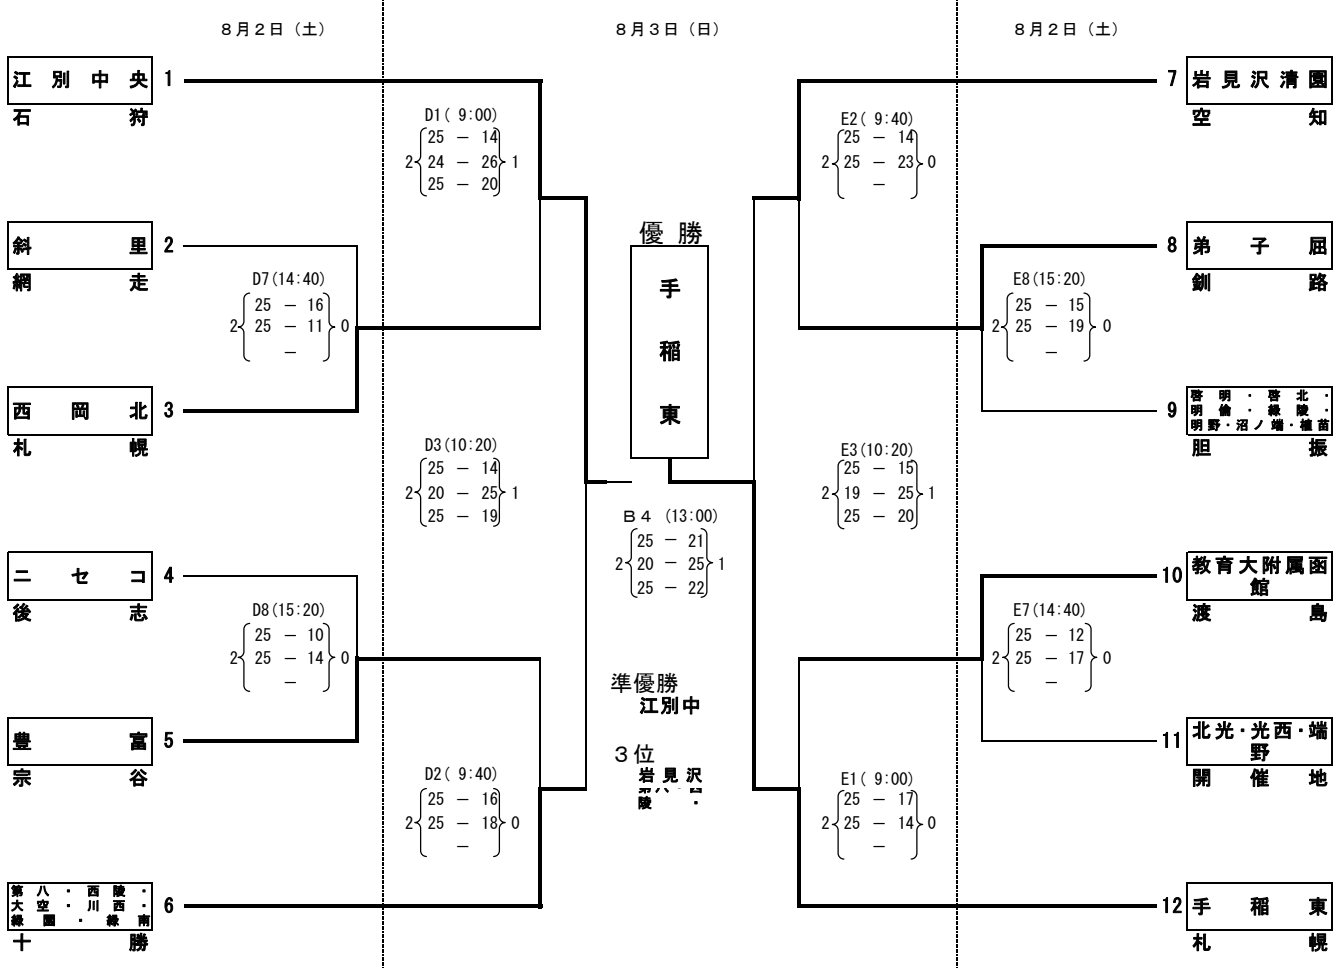 8月2日（土）
8月3日（日）
8月2日（土）
江別中央 1
石狩
D1( 9:00)
25 － 14
2 24 － 26 1
25 － 20
斜里 2
網走
D7(14:40)
25 － 16
2 25 － 11 0
－
西岡北 3
札幌
D3(10:20)
25 － 14
2 20 － 25 1
25 － 19
ニセコ 4
後志
D8(15:20)
25 － 10
2 25 － 14 0
－
豊富 5
宗谷
D2( 9:40)
25 － 16
2 25 － 18 0
－
第八・西陵・
大空・川西・
緑園・緑南
6
十勝
優勝
手稲東
B4 (13:00)
25 － 21
2 20 － 25 1
25 － 22
準優勝
江別中
3位
岩見沢
第八・西
陵・
7 岩見沢清園
空知
E2( 9:40)
25 － 14
2 25 － 23 0
－
8 弟子屈
釧路
E8(15:20)
25 － 15
2 25 － 19 0
－
9
啓明・啓北・
明倫・緑陵・
明野・沼ノ端・植苗
胆振
E3(10:20)
25 － 15
2 19 － 25 1
25 － 20
10 教育大附属函
館
渡島
E7(14:40)
25 － 12
2 25 － 17 0
－
11 北光・光西・端
野
開催地
E1( 9:00)
25 － 17
2 25 － 14 0
－
12 手稲東
札幌